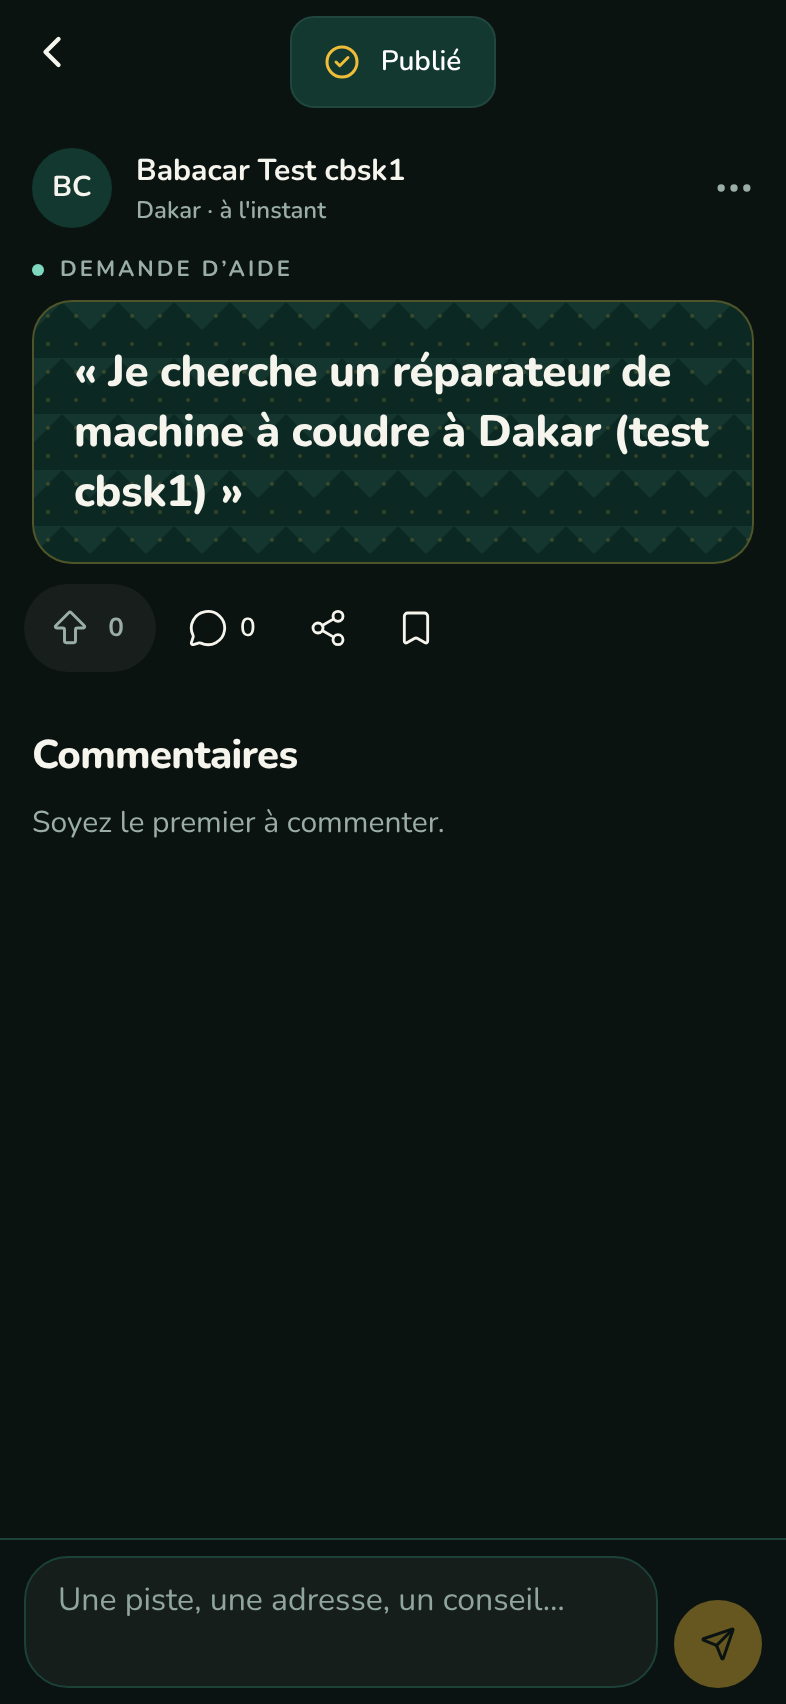 Publié
BC
Babacar Test cbsk1
Dakar · à l'instant
DEMANDE D’AIDE
« Je cherche un réparateur de
machine à coudre à Dakar (test
cbsk1) »
0
0
Commentaires
Soyez le premier à commenter.
Une piste, une adresse, un conseil...